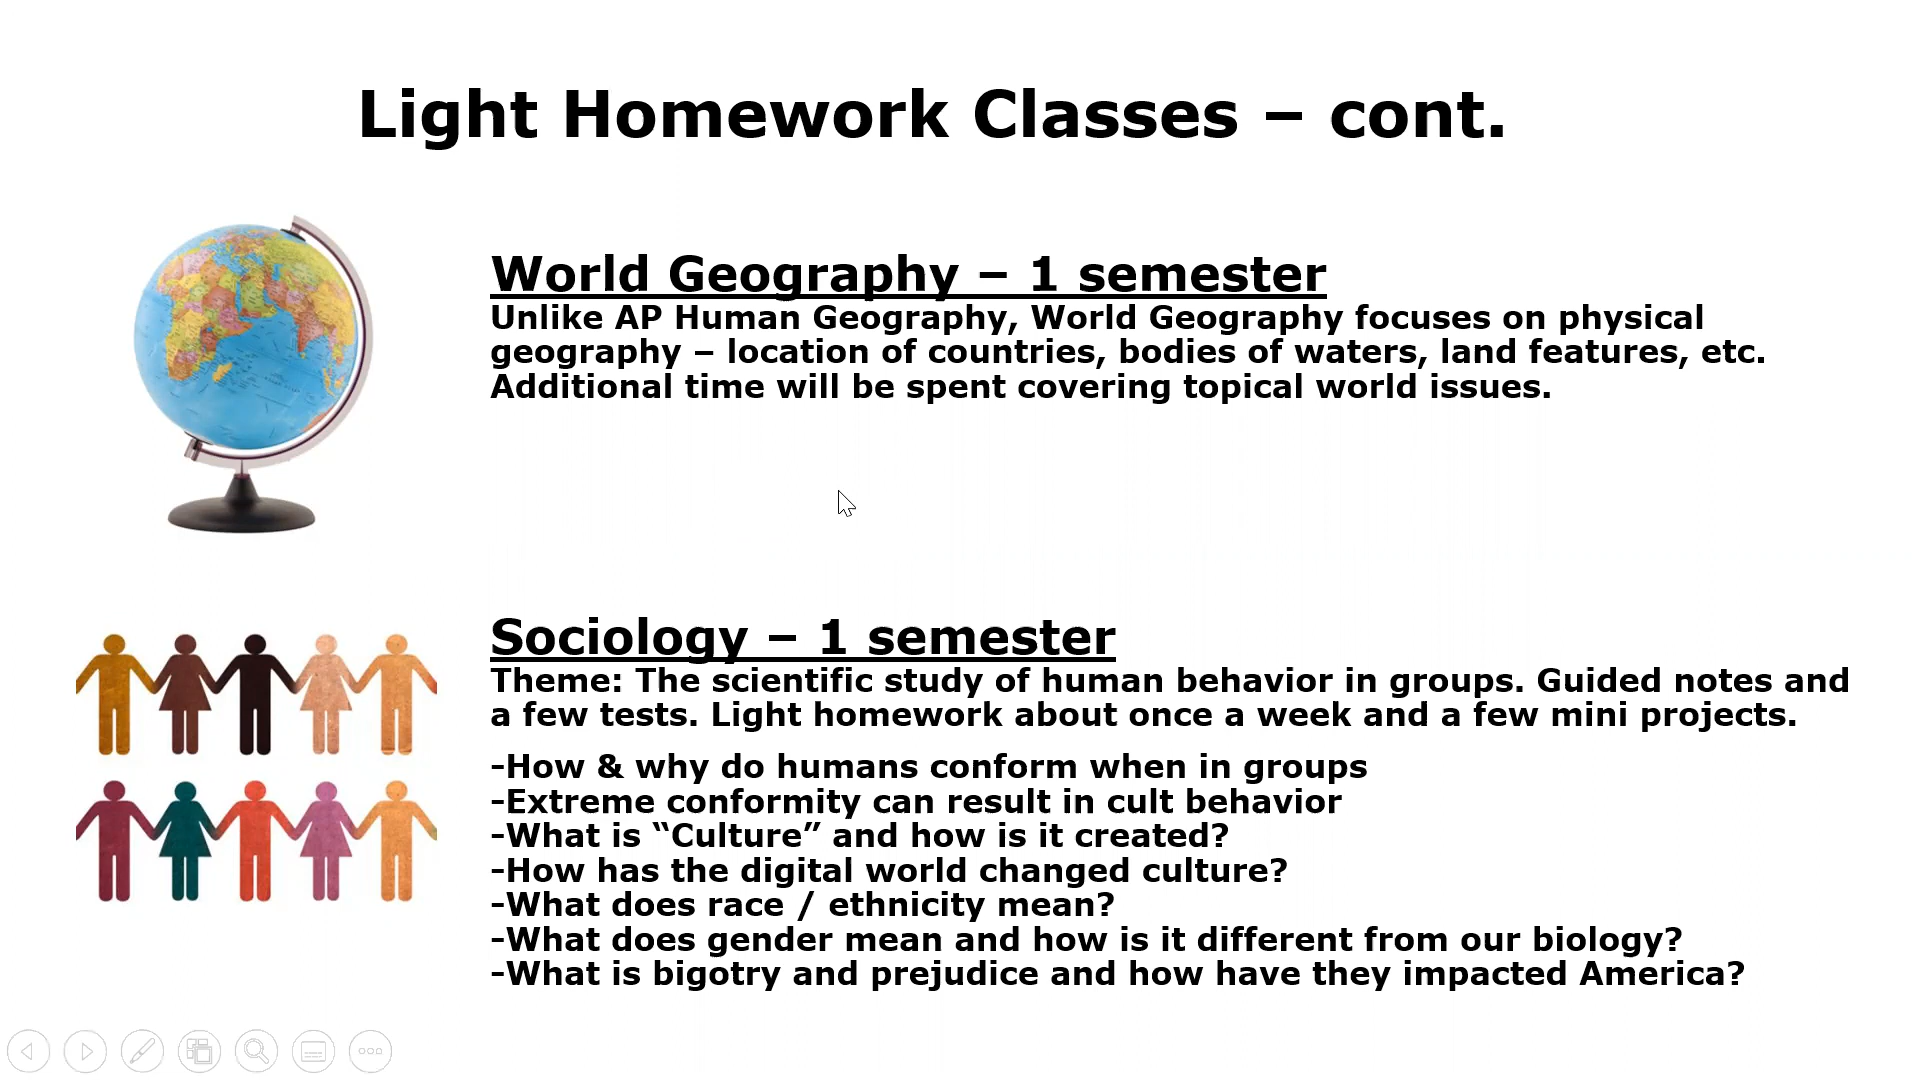 Light Homework Classes – cont.
World Geography – 1 semester
Unlike AP Human Geography, World Geography focuses on physical
geography – location of countries, bodies of waters, land features, etc.
Additional time will be spent covering topical world issues.
Sociology – 1 semester
Theme: The scientific study of human behavior in groups. Guided notes and
a few tests. Light homework about once a week and a few mini projects.
-How & why do humans conform when in groups
-Extreme conformity can result in cult behavior
-What is “Culture” and how is it created?
-How has the digital world changed culture?
-What does race / ethnicity mean?
-What does gender mean and how is it different from our biology?
-What is bigotry and prejudice and how have they impacted America?